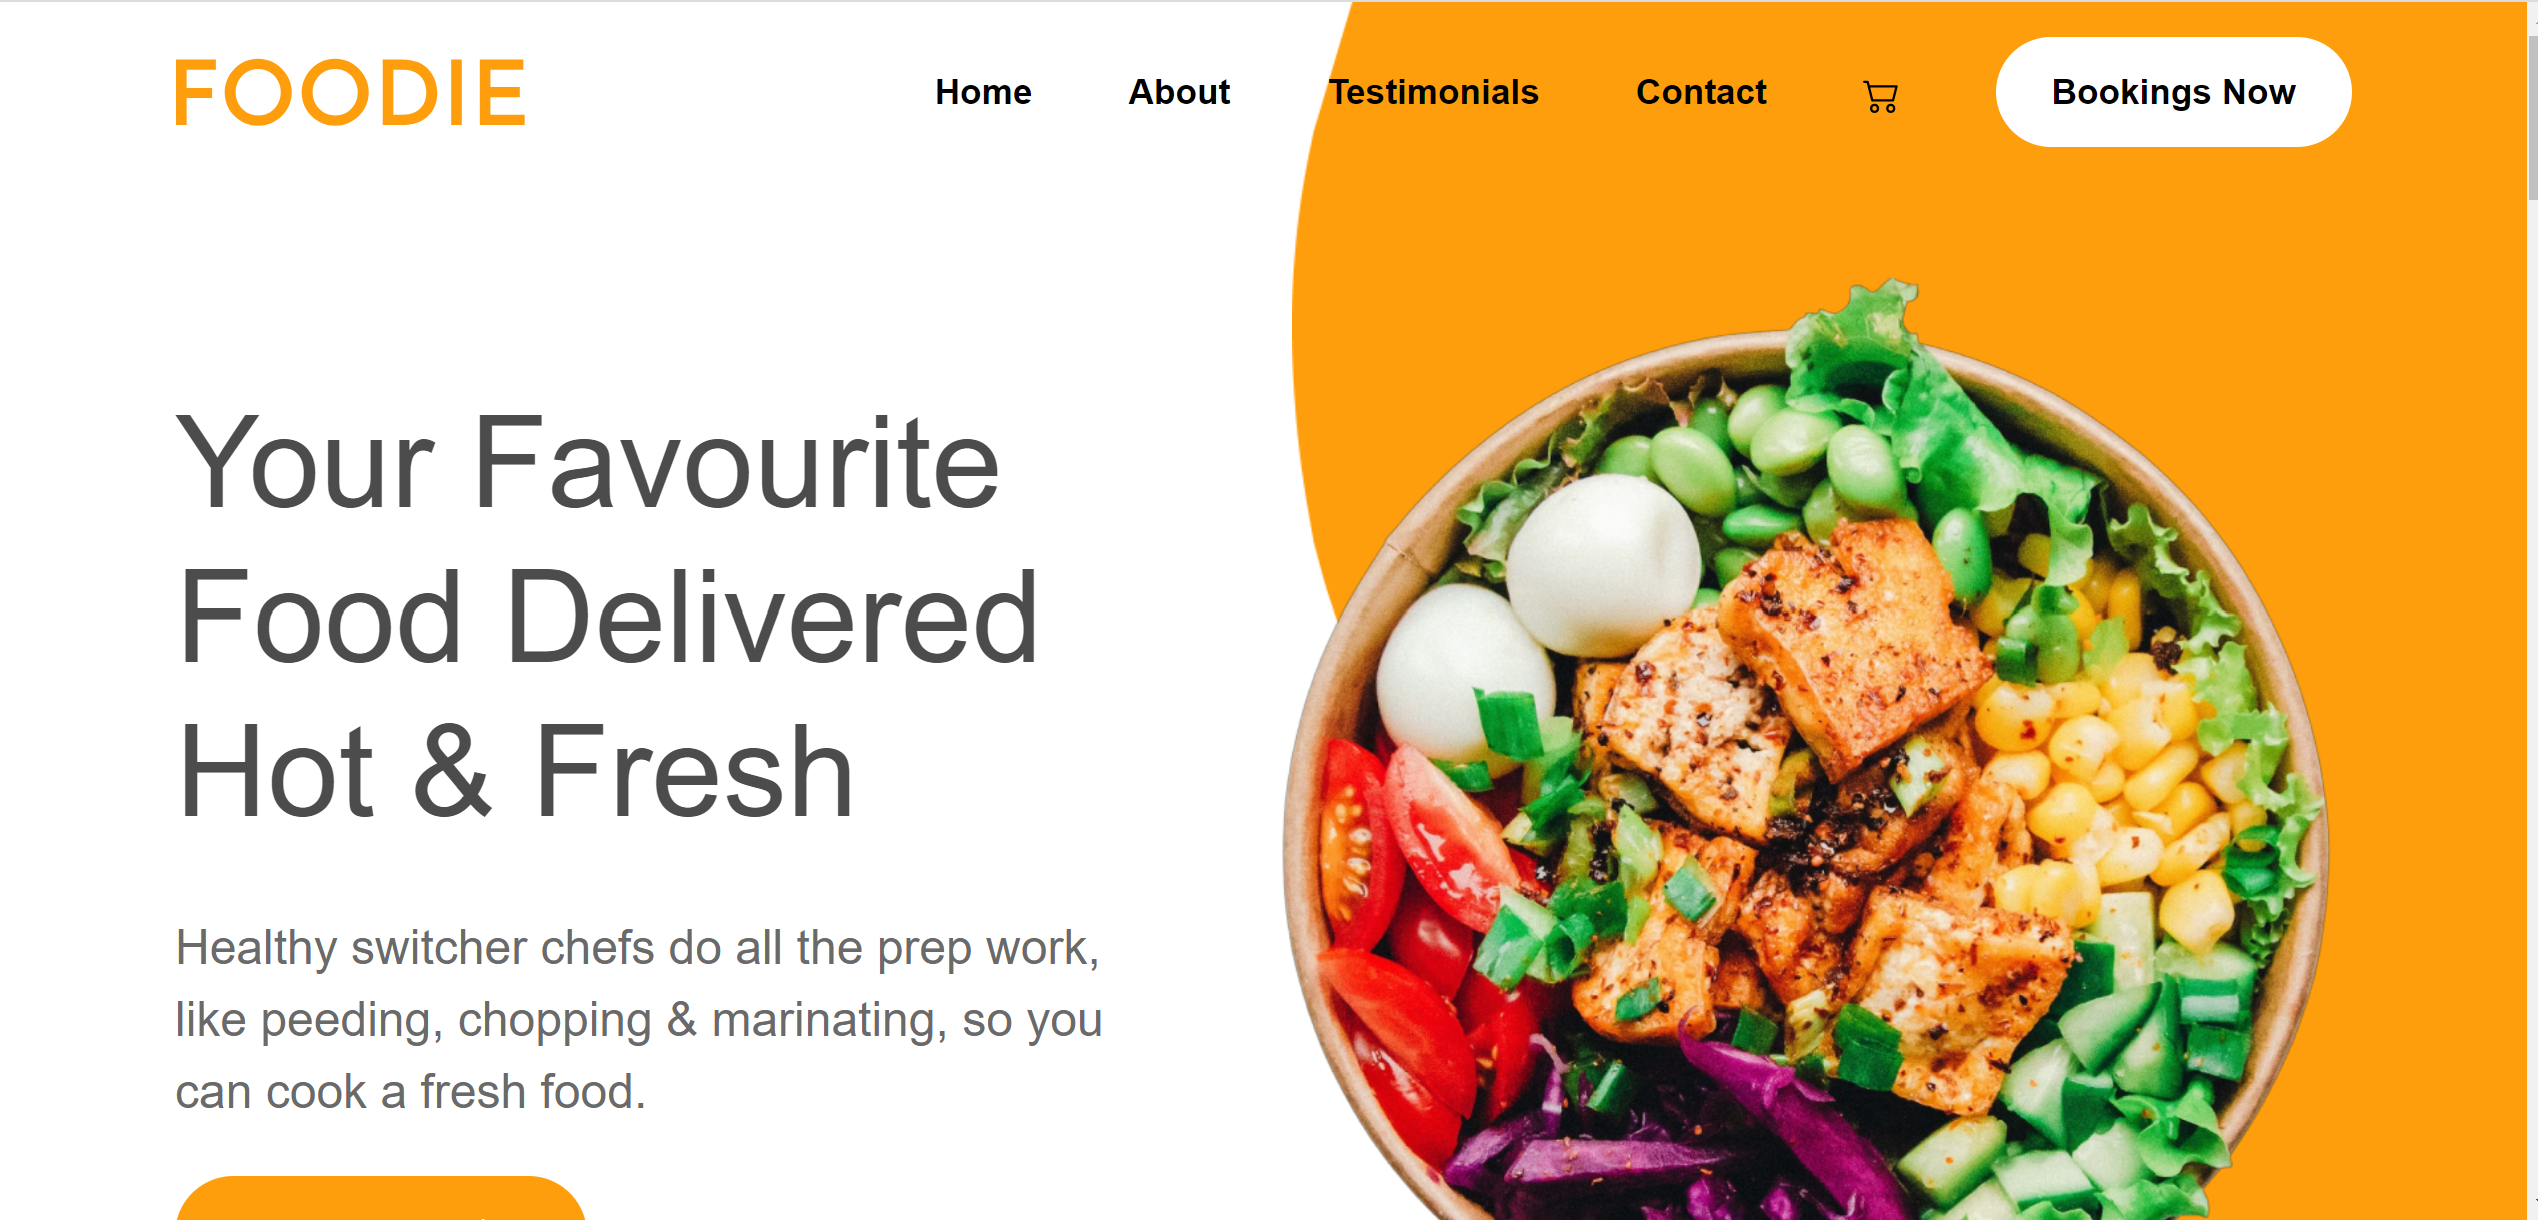 FOODIE
Home About Testimonials Contact Bookings Now
Your Favourite
Food Delivered
Hot & Fresh
Healthy switcher chefs do all the prep work,
like peeding, chopping & marinating, so you
can cook a fresh food.